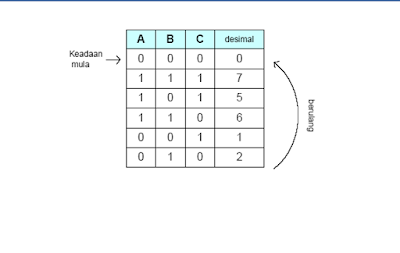 A B C desimal
Keadaan mula
0 0 0 0
1 1 1 7
1 0 1 5
1 1 0 6
0 0 1 1
0 1 0 2
berulang